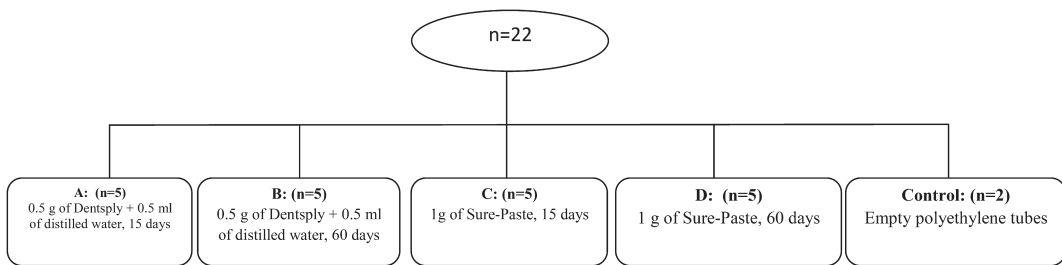 n=22
A: (n=5)
0.5 g of Dentsply + 0.5 ml
of distilled water, 15 days
B: (n=5)
0.5 g of Dentsply + 0.5 ml
of distilled water, 60 days
C: (n=5)
1g of Sure-Paste, 15 days
D: (n=5)
1 g of Sure-Paste, 60 days
Control: (n=2)
Empty polyethylene tubes